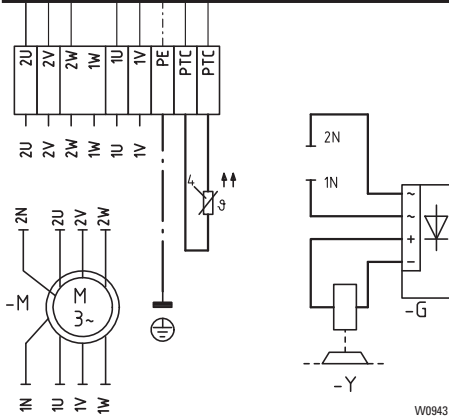 2U 2V 2W 1W 1U 1V PE PTC PTC
2U 2V 2W 1W 1U 1V
4 ϑ
2N 2U 2V 2W
-M
M
3~
1N 1U 1V 1W
2N
1N
~
~
+
−
-G
-Y
W0943